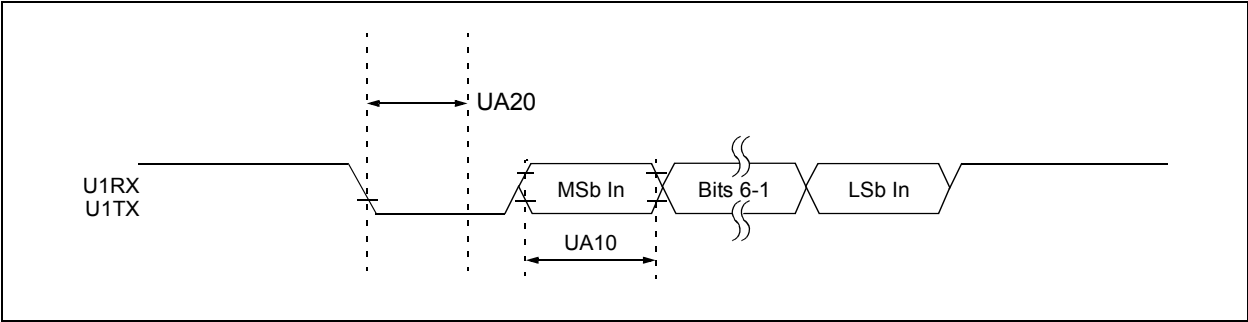 UA20
U1RX
U1TX
MSb In
Bits 6-1
LSb In
UA10